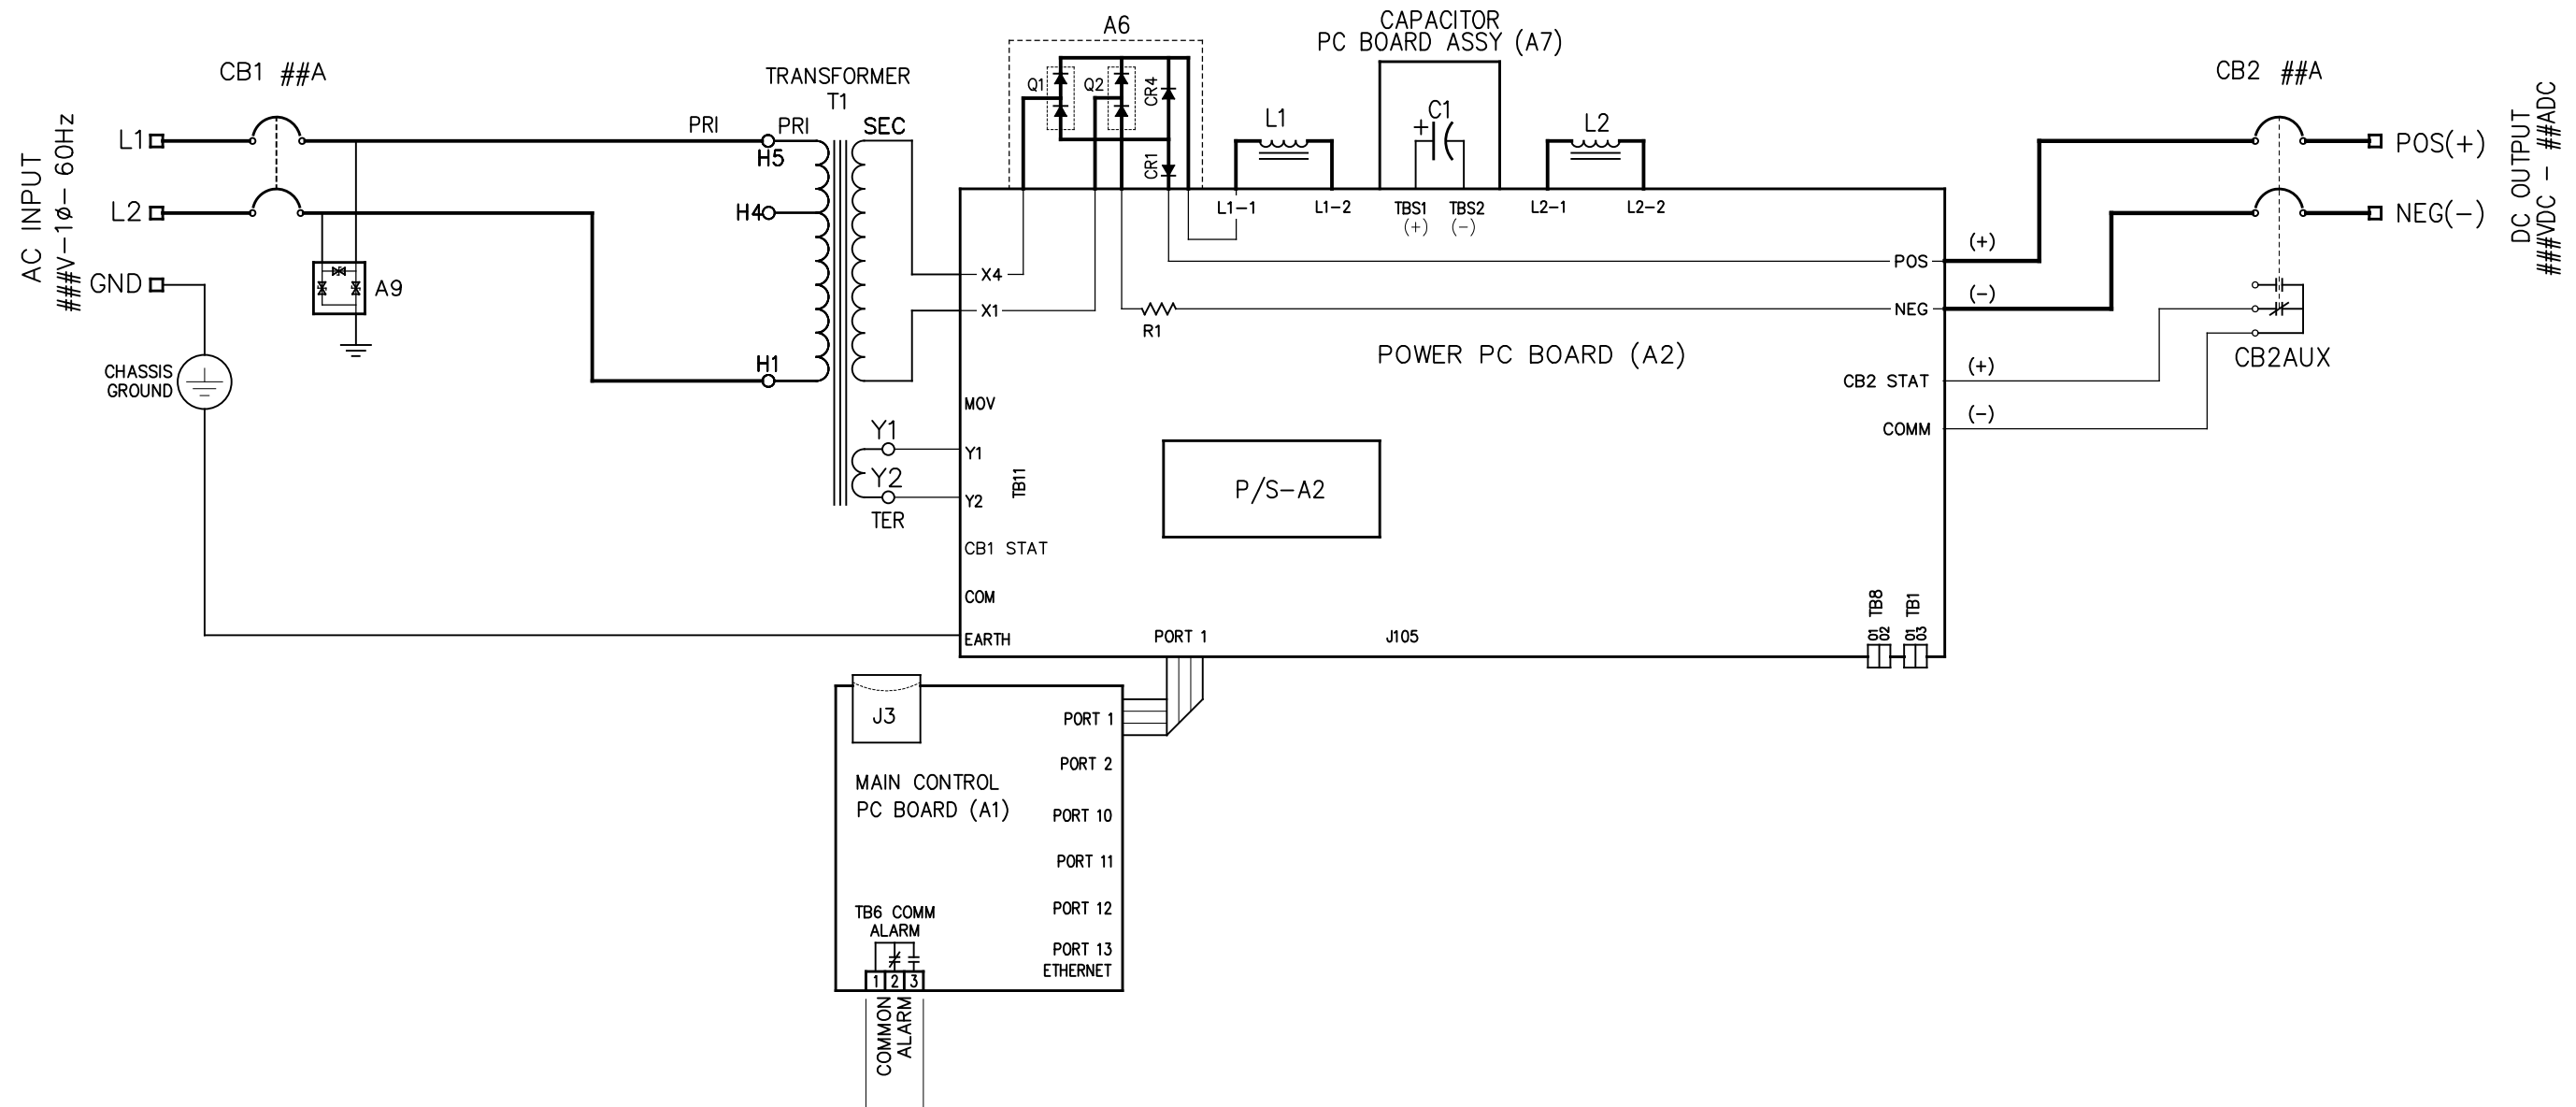 A6
CAPACITOR
PC BOARD ASSY (A7)
CB1 ##A
TRANSFORMER
T1
Q1
Q2
CR4
CR1
L1
C1
+
L2
CB2 ##A
AC INPUT
###V-1ø- 60Hz
L1
L2
GND
PRI
PRI
SEC
H5
H4
H1
A9
CHASSIS
GROUND
L1-1
L1-2
TBS1
(+)
TBS2
(-)
L2-1
L2-2
X4
X1
R1
POS
NEG
(+)
(-)
POWER PC BOARD (A2)
CB2 STAT
(+)
COMM
(-)
POS(+)
NEG(-)
DC OUTPUT
###VDC - ##ADC
CB2AUX
MOV
Y1
Y1
Y2
Y2
TER
TB11
P/S-A2
CB1 STAT
COM
EARTH
PORT 1
J105
TB8
01
02
TB1
01
03
J3
MAIN CONTROL
PC BOARD (A1)
PORT 1
PORT 2
PORT 10
PORT 11
PORT 12
PORT 13
ETHERNET
TB6 COMM
ALARM
1 2 3
COMMON
ALARM